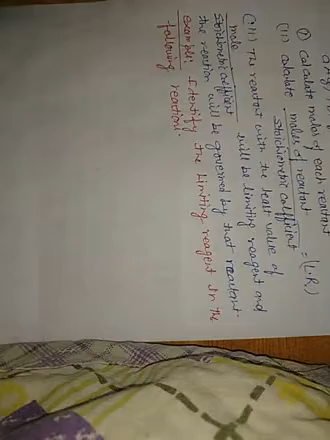 (i) Calculate moles of each reactant
(ii) calculate moles of reactant / Stoichiometric coefficient = (L.R)
(iii) The reactant with the least value of
mole / Stoichiometric coefficient will be limiting reagent and
the reaction will be governed by that reactant.
example. Identify the limiting reagent in the
following reaction.